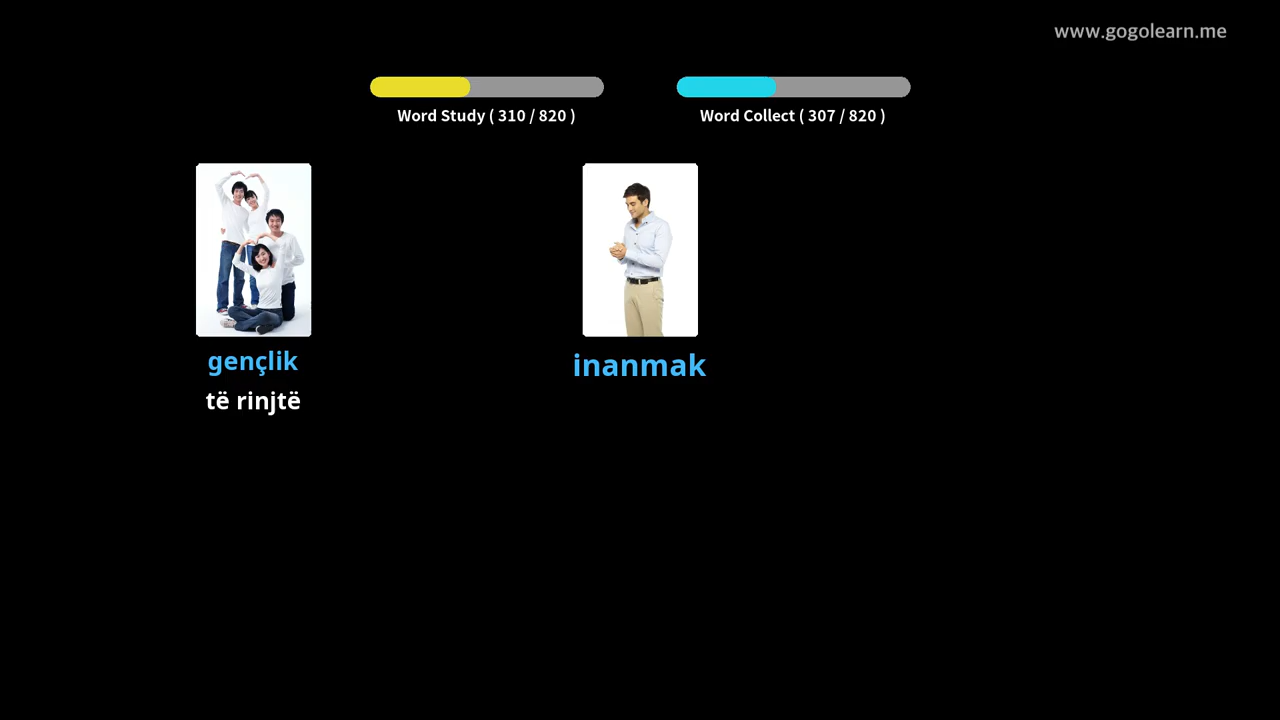 www.gogolearn.me
Word Study ( 310 / 820 )
Word Collect ( 307 / 820 )
gençlik
të rinjtë
inanmak